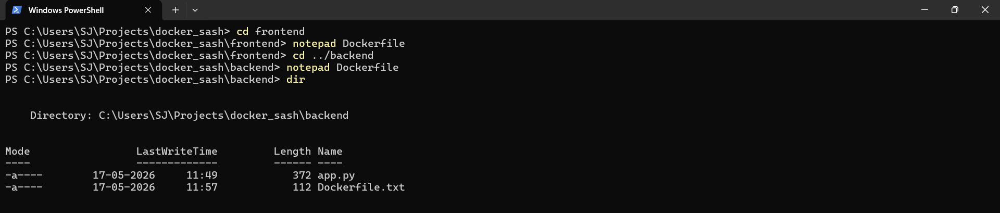 Windows PowerShell
PS C:\Users\SJ\Projects\docker_sash> cd frontend
PS C:\Users\SJ\Projects\docker_sash\frontend> notepad Dockerfile
PS C:\Users\SJ\Projects\docker_sash\frontend> cd ../backend
PS C:\Users\SJ\Projects\docker_sash\backend> notepad Dockerfile
PS C:\Users\SJ\Projects\docker_sash\backend> dir
    Directory: C:\Users\SJ\Projects\docker_sash\backend
Mode                 LastWriteTime         Length Name
----                 -------------         ------ ----
-a----        17-05-2026     11:49            372 app.py
-a----        17-05-2026     11:57            112 Dockerfile.txt